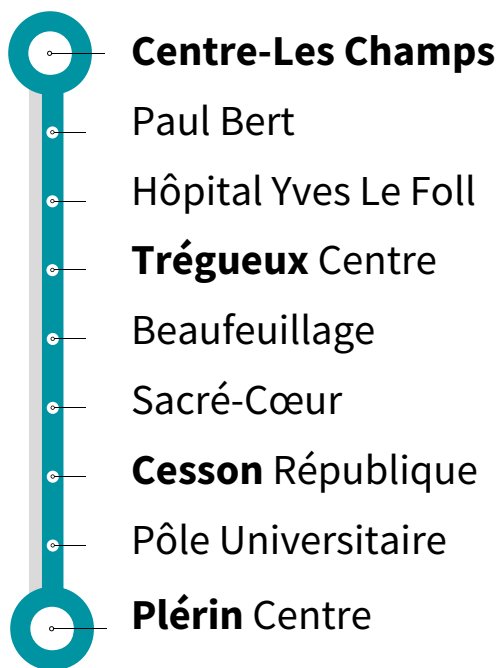 Centre-Les Champs
Paul Bert
Hôpital Yves Le Foll
Trégueux Centre
Beaufeuillage
Sacré-Cœur
Cesson République
Pôle Universitaire
Plérin Centre